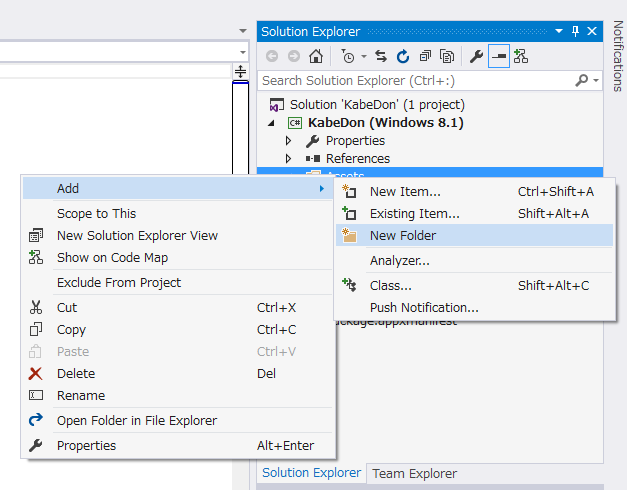 Solution Explorer
Notifications
Search Solution Explorer (Ctrl+:)
Solution 'KabeDon' (1 project)
C# KabeDon (Windows 8.1)
Properties
References
Assets
Add
Scope to This
New Solution Explorer View
Show on Code Map
Exclude From Project
Cut Ctrl+X
Copy Ctrl+C
Paste Ctrl+V
Delete Del
Rename
Open Folder in File Explorer
Properties Alt+Enter
New Item... Ctrl+Shift+A
Existing Item... Shift+Alt+A
New Folder
Analyzer...
Class... Shift+Alt+C
Push Notification...
Solution Explorer Team Explorer